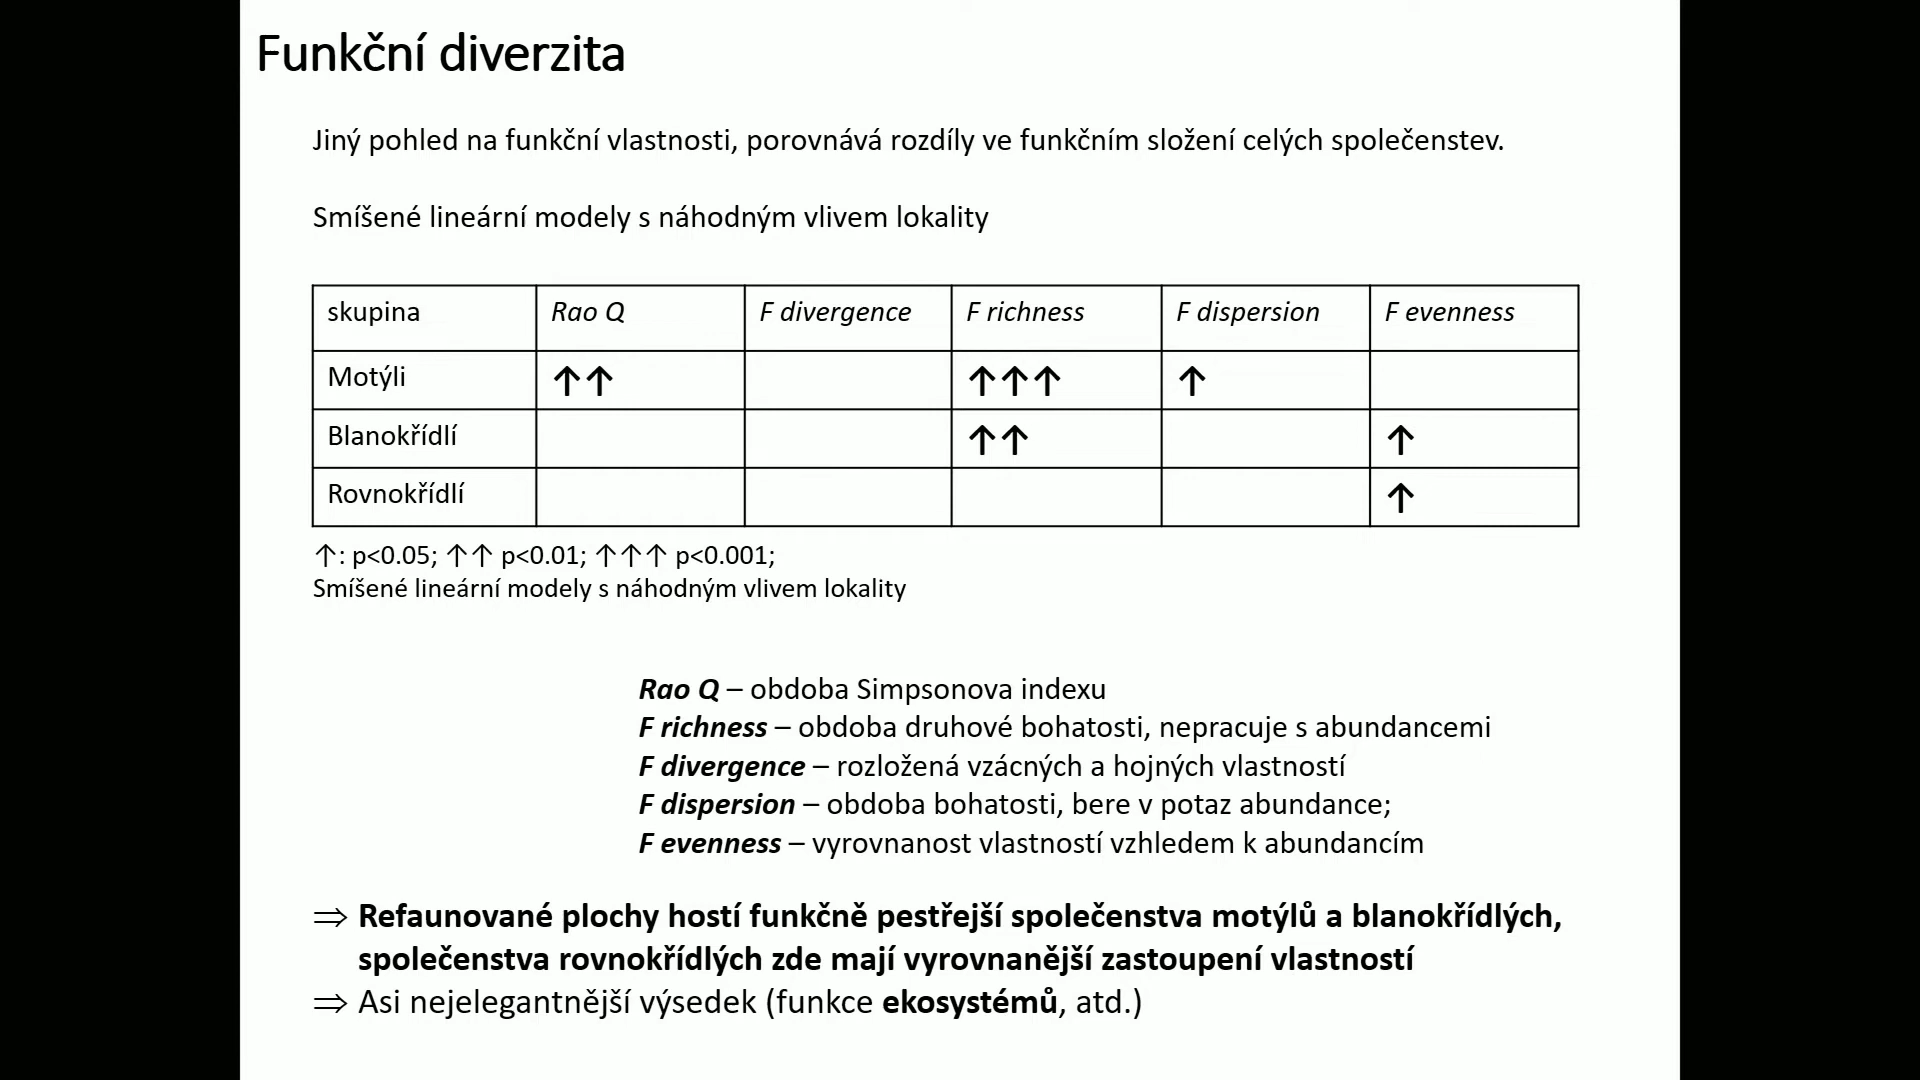 Funkční diverzita
Jiný pohled na funkční vlastnosti, porovnává rozdíly ve funkčním složení celých společenstev.
Smíšené lineární modely s náhodným vlivem lokality
skupina Rao Q F divergence F richness F dispersion F evenness
Motýli ↑↑ ↑↑↑ ↑
Blanokřídlí ↑↑ ↑
Rovnokřídlí ↑
↑: p<0.05; ↑↑ p<0.01; ↑↑↑ p<0.001;
Smíšené lineární modely s náhodným vlivem lokality
Rao Q – obdoba Simpsonova indexu
F richness – obdoba druhové bohatosti, nepracuje s abundancemi
F divergence – rozložená vzácných a hojných vlastností
F dispersion – obdoba bohatosti, bere v potaz abundance;
F evenness – vyrovnanost vlastností vzhledem k abundancím
⇒ Refaunované plochy hostí funkčně pestřejší společenstva motýlů a blanokřídlých,
společenstva rovnokřídlých zde mají vyrovnanější zastoupení vlastností
⇒ Asi nejelegantnější výsedek (funkce ekosystémů, atd.)